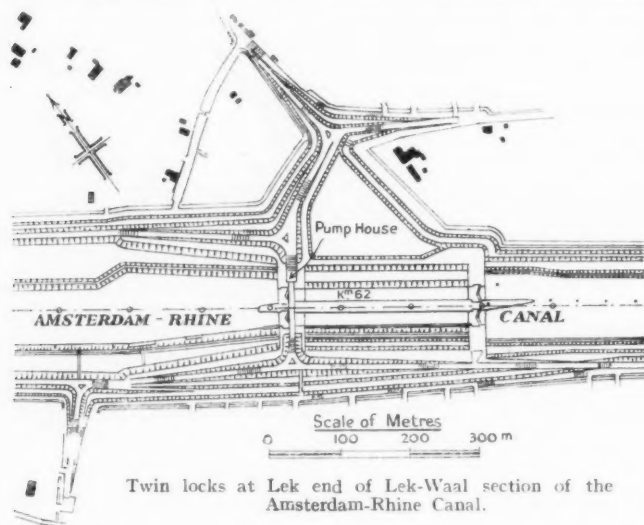 N
Pump House
Km 62
AMSTERDAM - RHINE
CANAL
Scale of Metres
0 100 200 300 m
Twin locks at Lek end of Lek-Waal section of the
Amsterdam-Rhine Canal.